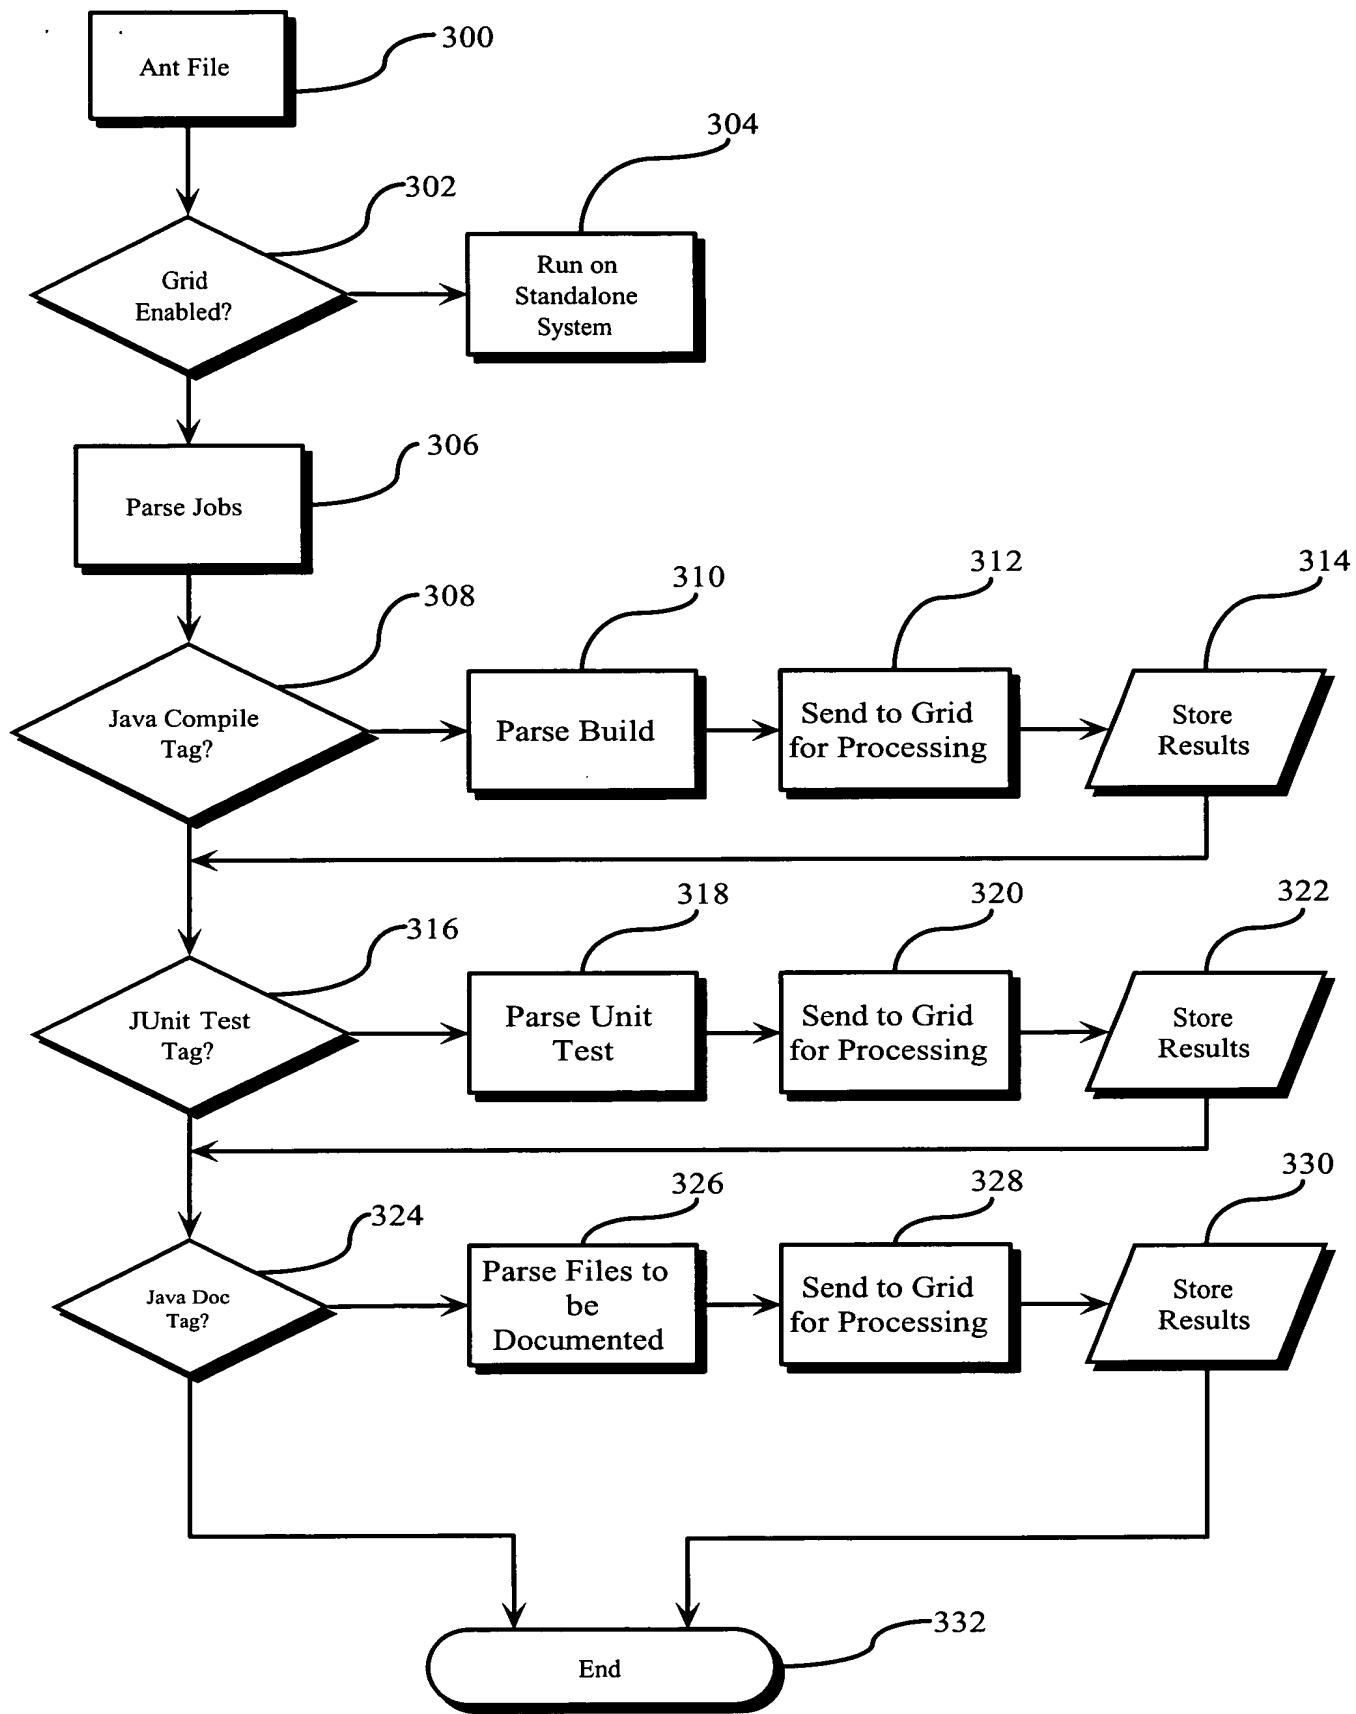 300
Ant File
302
304
Grid
Enabled?
Run on
Standalone
System
306
Parse Jobs
308
310
312
314
Java Compile
Tag?
Parse Build
Send to Grid
for Processing
Store
Results
316
318
320
322
JUnit Test
Tag?
Parse Unit
Test
Send to Grid
for Processing
Store
Results
324
326
328
330
Java Doc
Tag?
Parse Files to
be
Documented
Send to Grid
for Processing
Store
Results
332
End